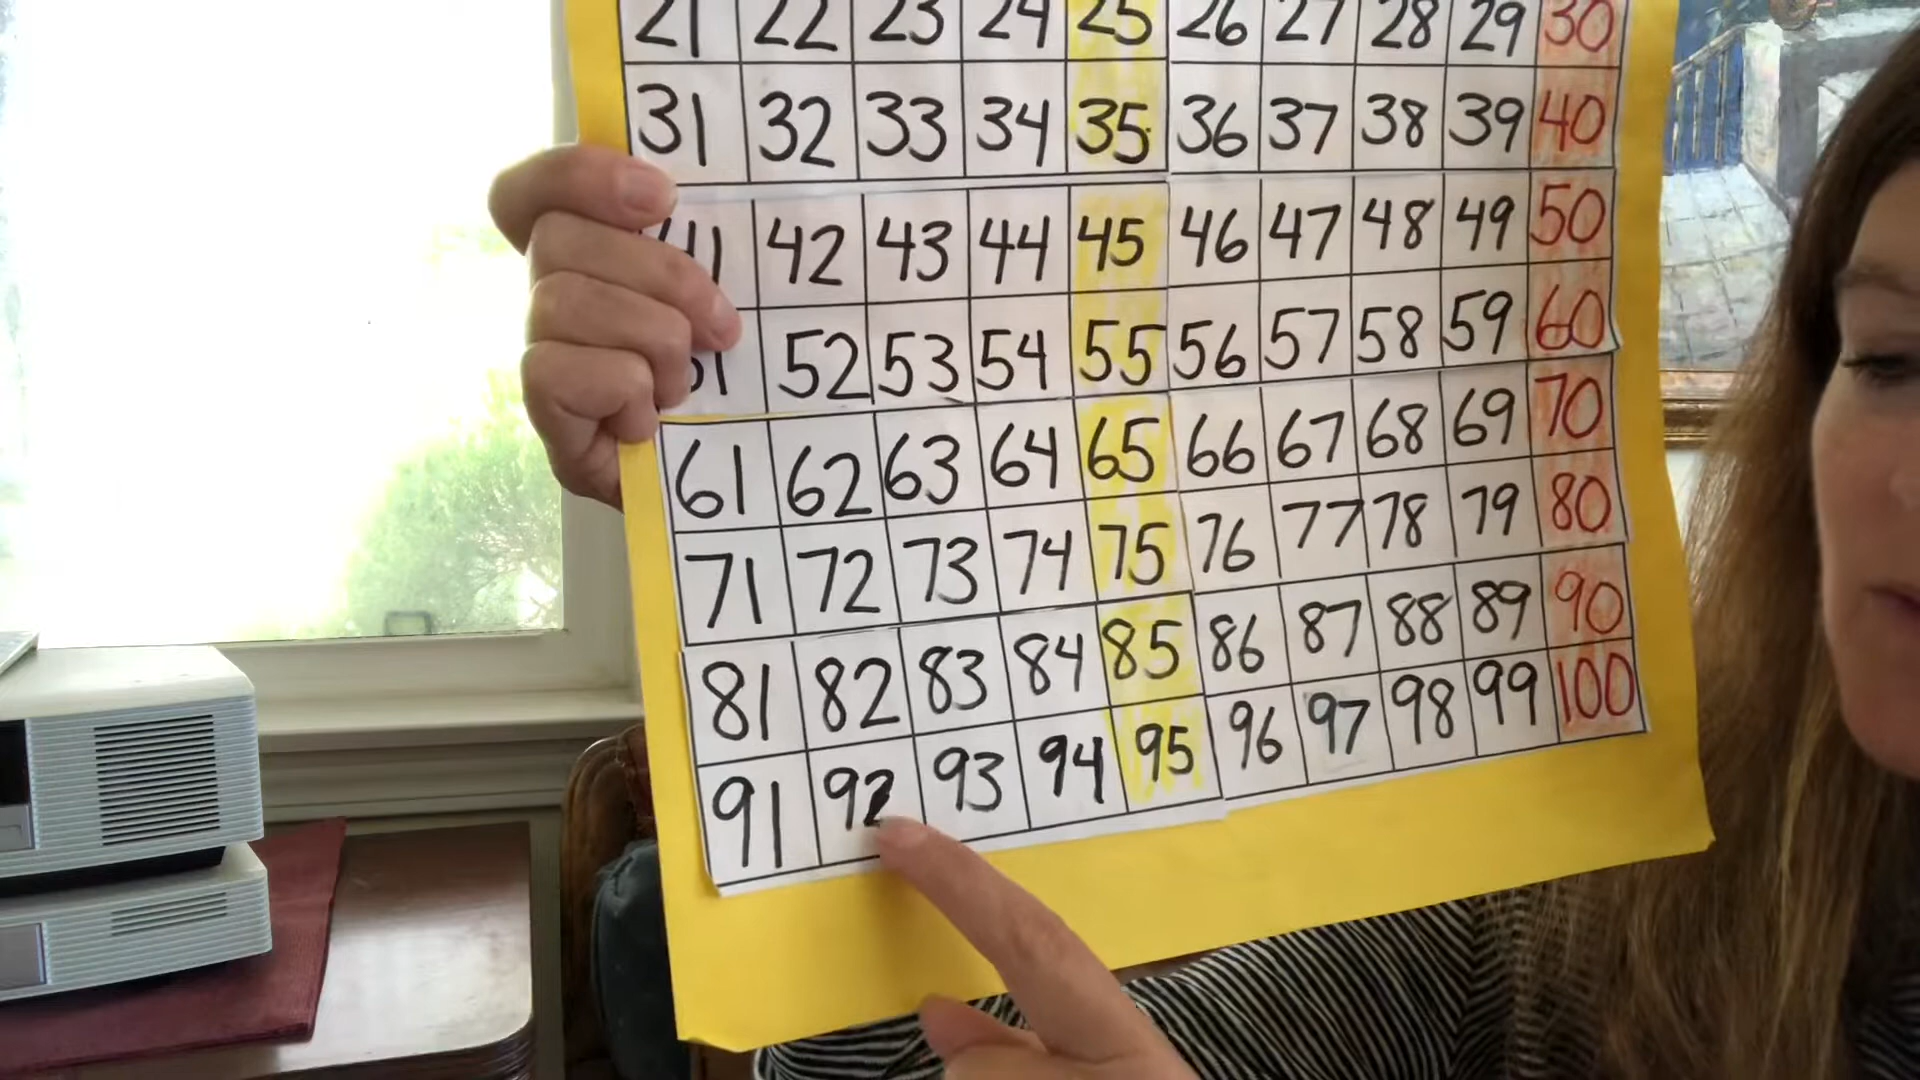 21 22 23 24 25 26 27 28 29 30
31 32 33 34 35 36 37 38 39 40
41 42 43 44 45 46 47 48 49 50
51 52 53 54 55 56 57 58 59 60
61 62 63 64 65 66 67 68 69 70
71 72 73 74 75 76 77 78 79 80
81 82 83 84 85 86 87 88 89 90
91 92 93 94 95 96 97 98 99 100